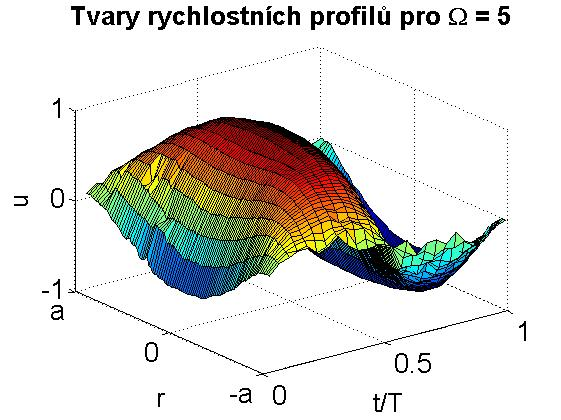 Tvary rychlostních profilů pro Ω = 5
1
0
-1
u
a
0
-a
r
0
0.5
1
t/T